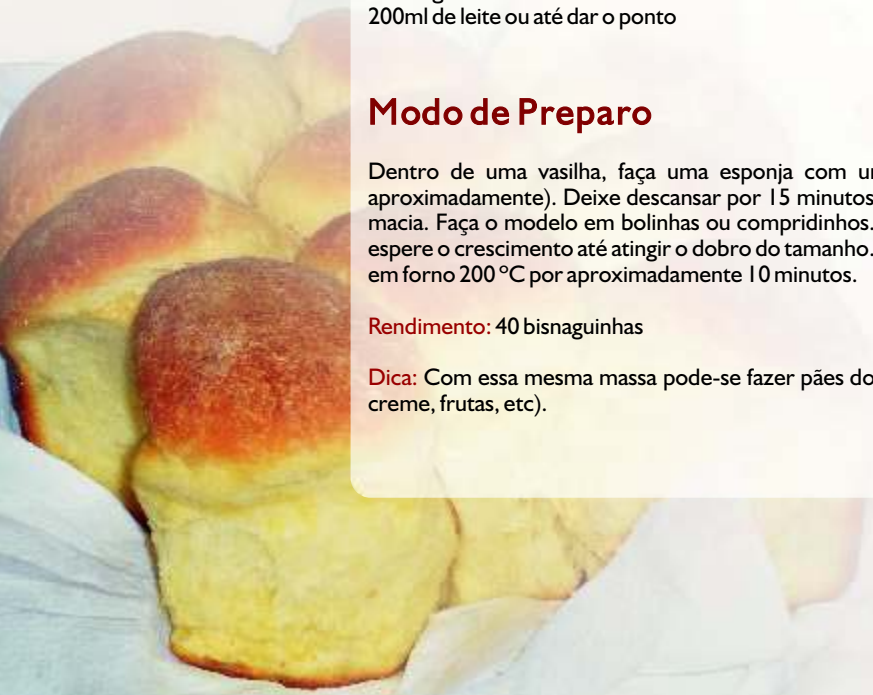 200ml de leite ou até dar o ponto
Modo de Preparo
Dentro de uma vasilha, faça uma esponja com
aproximadamente). Deixe descansar por 15 minutos
macia. Faça o modelo em bolinhas ou compridinhos.
espere o crescimento até atingir o dobro do tamanho.
em forno 200 ºC por aproximadamente 10 minutos.
Rendimento: 40 bisnaguinhas
Dica: Com essa mesma massa pode-se fazer pães
creme, frutas, etc).